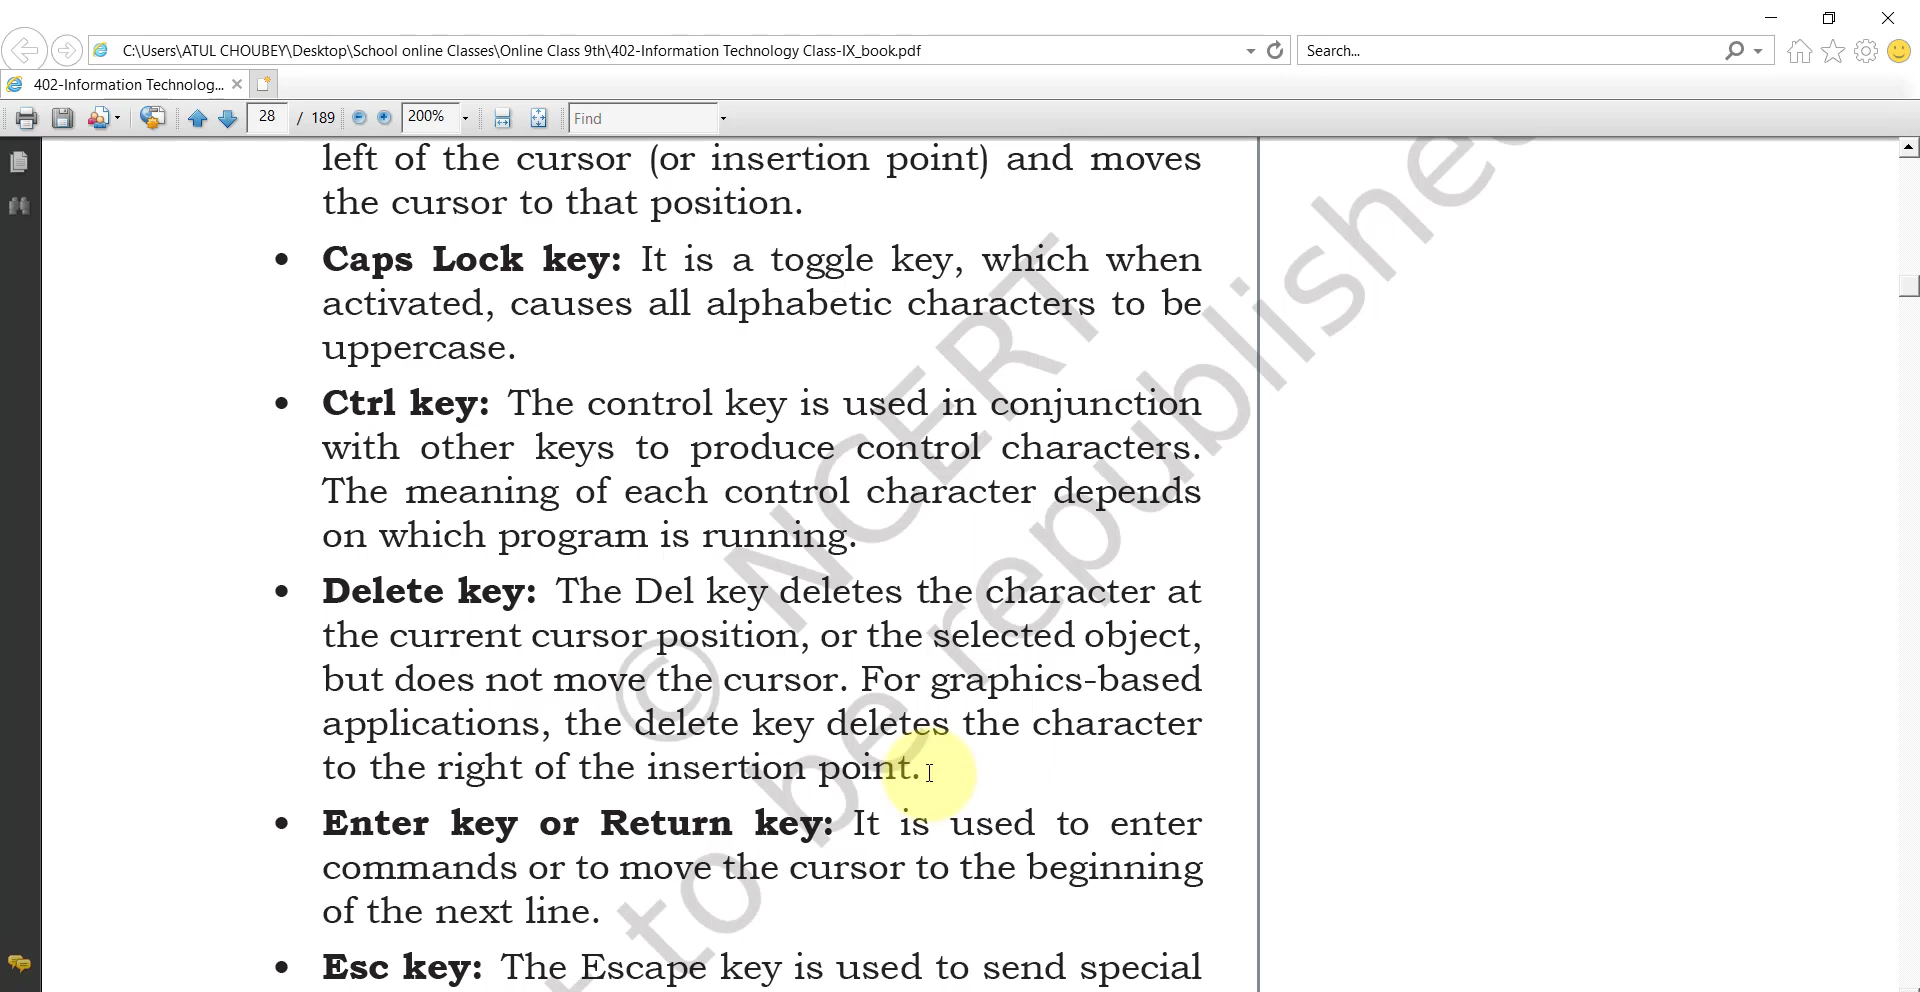 C:\Users\ATUL CHOUBEY\Desktop\School online Classes\Online Class 9th\402-Information Technology Class-IX_book.pdf
Search...
402-Information Technolog...
28 / 189
200%
Find
left of the cursor (or insertion point) and moves
the cursor to that position.
• Caps Lock key: It is a toggle key, which when
activated, causes all alphabetic characters to be
uppercase.
• Ctrl key: The control key is used in conjunction
with other keys to produce control characters.
The meaning of each control character depends
on which program is running.
• Delete key: The Del key deletes the character at
the current cursor position, or the selected object,
but does not move the cursor. For graphics-based
applications, the delete key deletes the character
to the right of the insertion point.
• Enter key or Return key: It is used to enter
commands or to move the cursor to the beginning
of the next line.
• Esc key: The Escape key is used to send special
© NCERT
to be republished